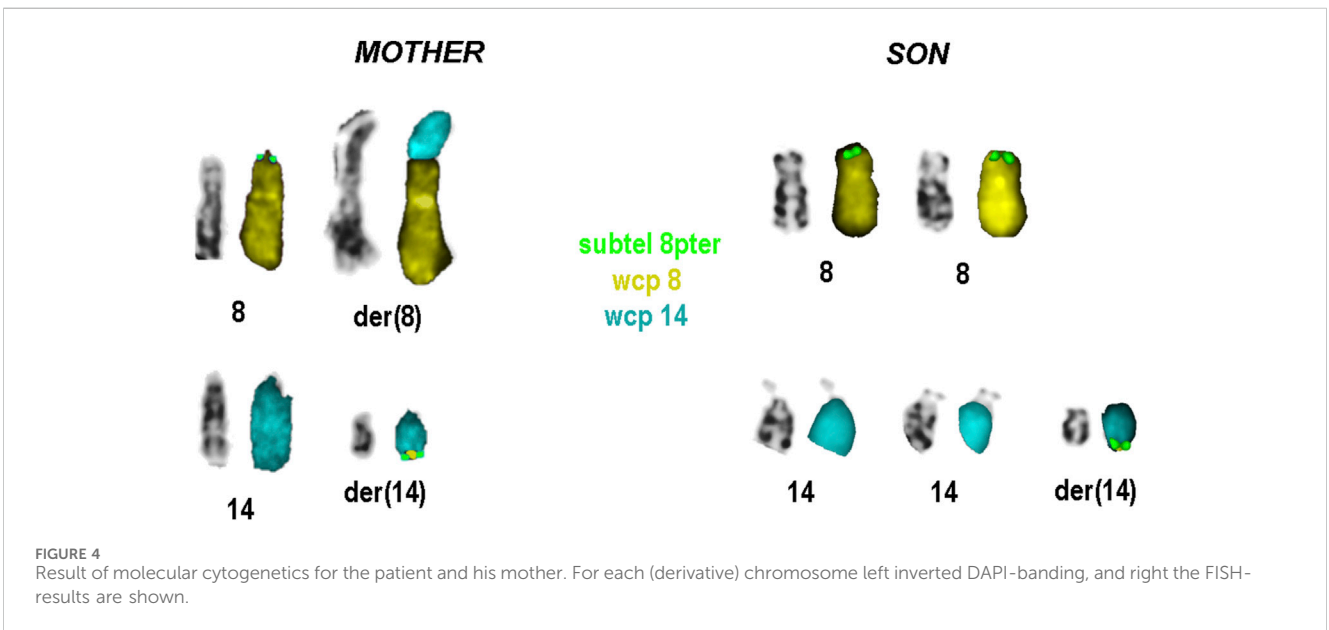 MOTHER
SON
subtel 8pter
wcp 8
wcp 14
8
der(8)
8
8
14
der(14)
14
14
der(14)
FIGURE 4
Result of molecular cytogenetics for the patient and his mother. For each (derivative) chromosome left inverted DAPI-banding, and right the FISH-
results are shown.